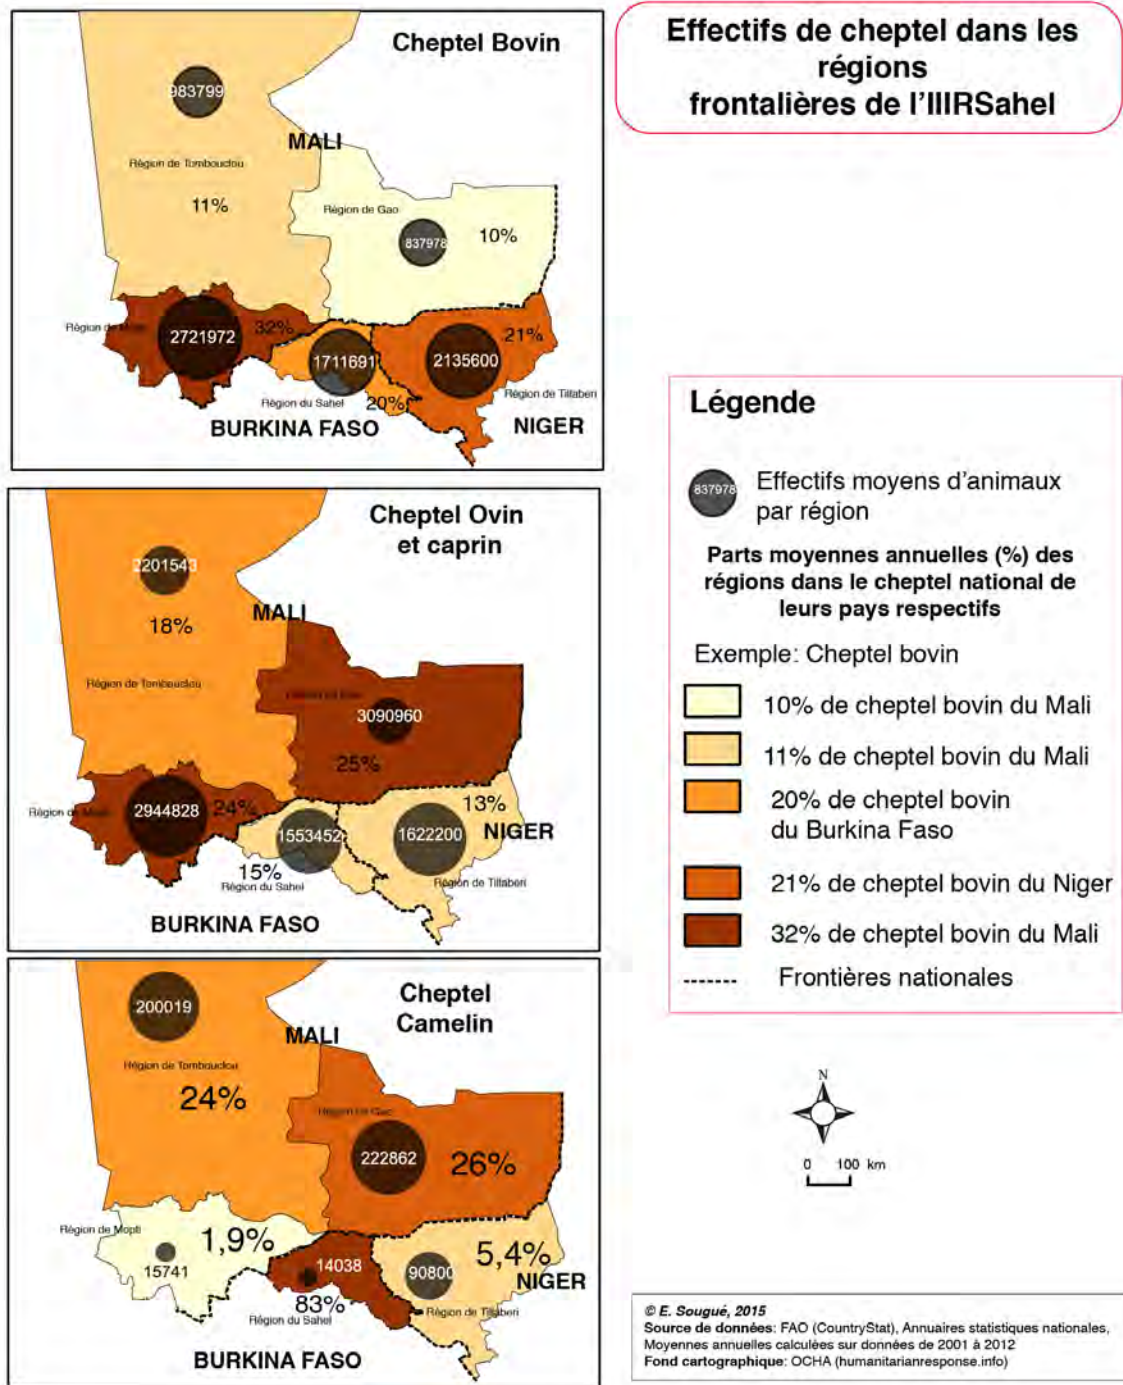 Effectifs de cheptel dans les
régions
frontalières de l'IIIRSahel
Cheptel Bovin
983799
MALI
Région de Tombouclou
11%
Région de Gao
837978
10%
Région de
2721972
32%
1711691
2135600
21%
Région de Tillaberi
Région du Sahel
20%
BURKINA FASO
NIGER
Cheptel Ovin
et caprin
2201543
MALI
18%
Région de Tombouclou
3090960
25%
Région de
2944828
24%
1553452
1622200
13%
NIGER
15%
Région du Sahel
Région de Tillaberi
BURKINA FASO
Cheptel
Camelin
200019
MALI
Région de Tombouclou
24%
Région de Gao
222862
26%
Région de Mopti
1,9%
15741
14038
90800
5,4%
NIGER
83%
Région du Sahel
Région de Tillaberi
BURKINA FASO
Légende
837978
Effectifs moyens d'animaux
par région
Parts moyennes annuelles (%) des
régions dans le cheptel national de
leurs pays respectifs
Exemple: Cheptel bovin
10% de cheptel bovin du Mali
11% de cheptel bovin du Mali
20% de cheptel bovin
du Burkina Faso
21% de cheptel bovin du Niger
32% de cheptel bovin du Mali
Frontières nationales
N
0 100 km
© E. Sougué, 2015
Source de données: FAO (CountryStat), Annuaires statistiques nationales,
Moyennes annuelles calculées sur données de 2001 à 2012
Fond cartographique: OCHA (humanitarianresponse.info)